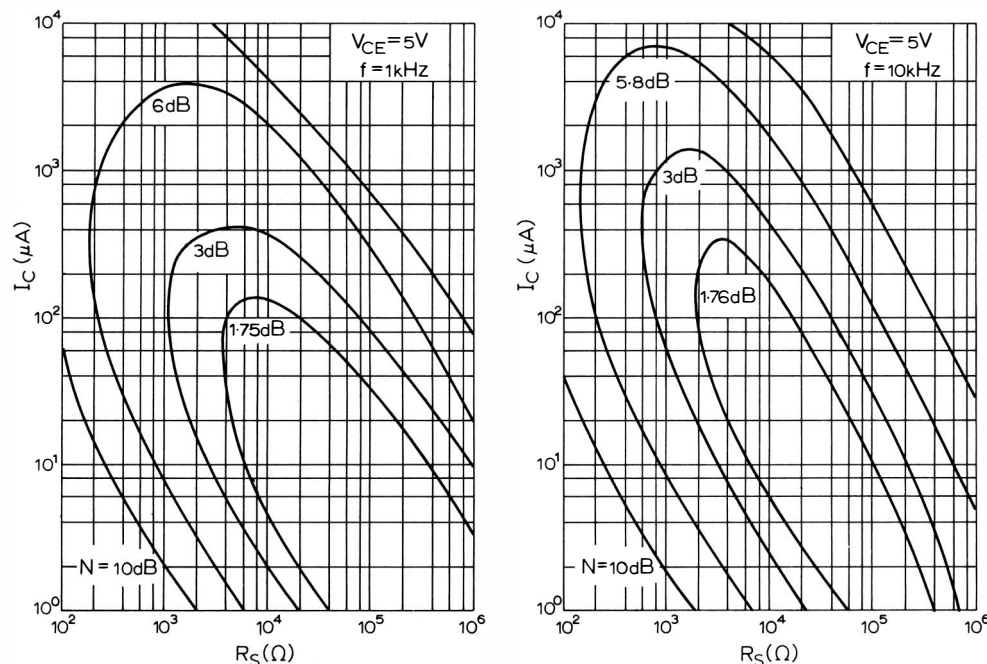 10⁴
10³
10²
10¹
10⁰
I_C (μA)
V_CE = 5V
f = 1kHz
6dB
3dB
1·75dB
N = 10dB
10² 10³ 10⁴ 10⁵ 10⁶
R_S (Ω)
10⁴
10³
10²
10¹
10⁰
I_C (μA)
V_CE = 5V
f = 10kHz
5·8dB
3dB
1·76dB
N = 10dB
10² 10³ 10⁴ 10⁵ 10⁶
R_S (Ω)